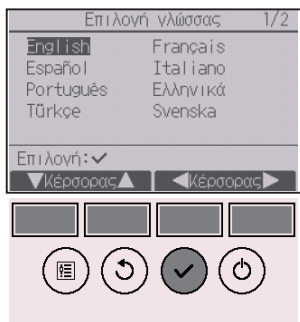 Επιλογή γλώσσας 1/2
English Français
Español Italiano
Português Ελληνικά
Türkçe Svenska
Επιλογή:✓
▼Κέρσορας▲ ◀Κέρσορας▶